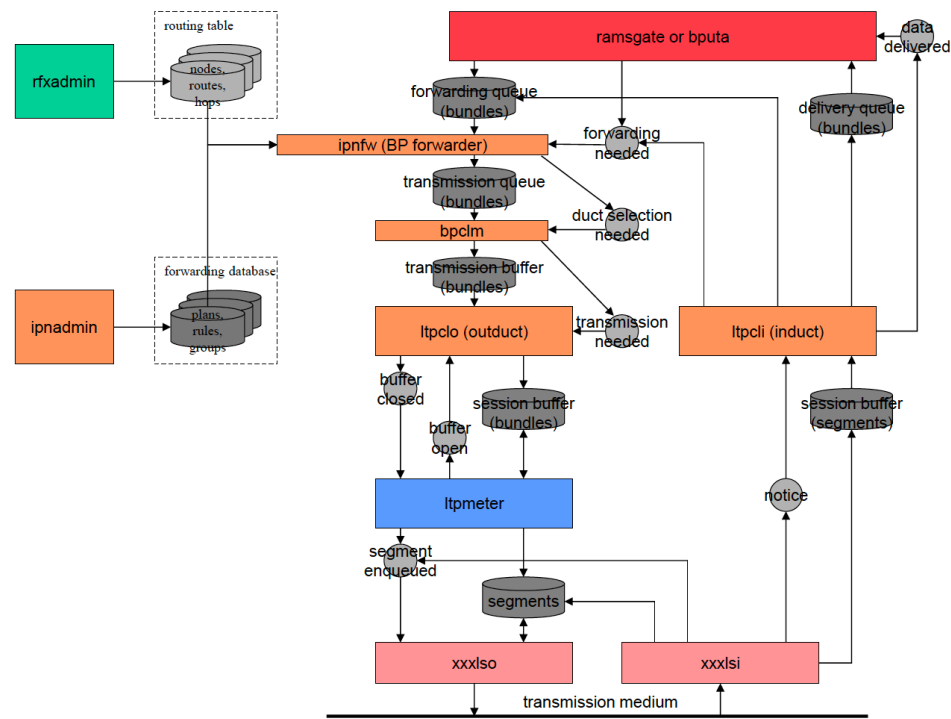 routing table
rfxadmin
nodes,
routes,
hops
ramsgate or bputa
data
delivered
forwarding queue
(bundles)
delivery queue
(bundles)
ipnfw (BP forwarder)
forwarding
needed
transmission queue
(bundles)
duct selection
needed
bpclm
transmission buffer
(bundles)
forwarding database
ipnadmin
plans,
rules,
groups
ltpclo (outduct)
transmission
needed
ltpcli (induct)
buffer
closed
session buffer
(bundles)
buffer
open
session buffer
(segments)
ltpmeter
notice
segment
enqueued
segments
xxxlso
xxxlsi
transmission medium